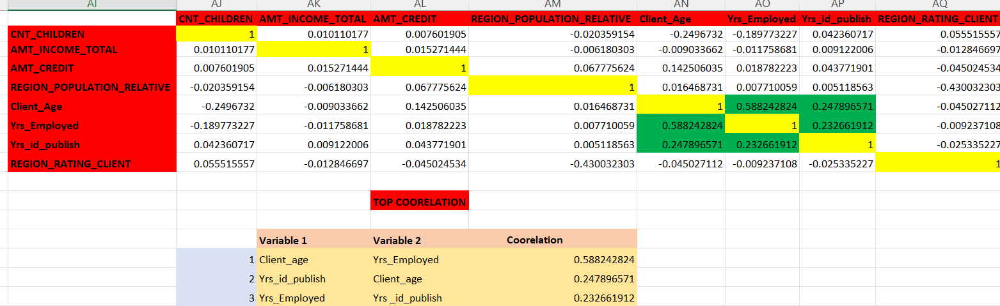 AI AJ AK AL AM AN AO AP AQ
CNT_CHILDREN AMT_INCOME_TOTAL AMT_CREDIT REGION_POPULATION_RELATIVE Client_Age Yrs_Employed Yrs_id_publish REGION_RATING_CLIENT
CNT_CHILDREN 1 0.010110177 0.007601905 -0.020359154 -0.2496732 -0.189773227 0.042360717 0.055515557
AMT_INCOME_TOTAL 0.010110177 1 0.015271444 -0.006180303 -0.009033662 -0.011758681 0.009122006 -0.012846697
AMT_CREDIT 0.007601905 0.015271444 1 0.067775624 0.142506035 0.018782223 0.043771901 -0.045024534
REGION_POPULATION_RELATIVE -0.020359154 -0.006180303 0.067775624 1 0.016468731 0.007710059 0.005118563 -0.430032303
Client_Age -0.2496732 -0.009033662 0.142506035 0.016468731 1 0.588242824 0.247896571 -0.045027112
Yrs_Employed -0.189773227 -0.011758681 0.018782223 0.007710059 0.588242824 1 0.232661912 -0.009237108
Yrs_id_publish 0.042360717 0.009122006 0.043771901 0.005118563 0.247896571 0.232661912 1 -0.025335227
REGION_RATING_CLIENT 0.055515557 -0.012846697 -0.045024534 -0.430032303 -0.045027112 -0.009237108 -0.025335227 1
TOP COORELATION
Variable 1 Variable 2 Coorelation
1 Client_age Yrs_Employed 0.588242824
2 Yrs_id_publish Client_age 0.247896571
3 Yrs_Employed Yrs _id_publish 0.232661912